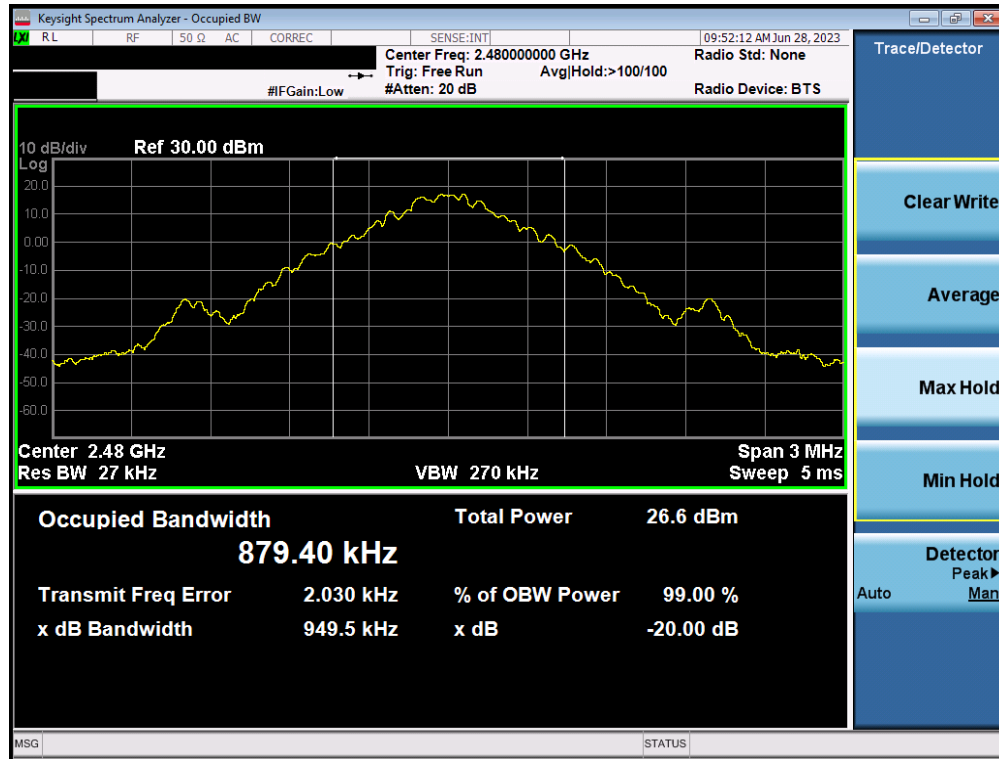 Keysight Spectrum Analyzer - Occupied BW
LXI RL RF 50 Ω AC CORREC SENSE:INT 09:52:12 AM Jun 28, 2023
Center Freq: 2.480000000 GHz Radio Std: None
Trig: Free Run Avg|Hold:>100/100
#IFGain:Low #Atten: 20 dB Radio Device: BTS
Trace/Detector
10 dB/div Ref 30.00 dBm
Log
20.0
10.0
0.00
-10.0
-20.0
-30.0
-40.0
-50.0
-60.0
Center 2.48 GHz Span 3 MHz
Res BW 27 kHz VBW 270 kHz Sweep 5 ms
Occupied Bandwidth Total Power 26.6 dBm
879.40 kHz
Transmit Freq Error 2.030 kHz % of OBW Power 99.00 %
x dB Bandwidth 949.5 kHz x dB -20.00 dB
Clear Write
Average
Max Hold
Min Hold
Detector
Peak▶
Auto Man
MSG STATUS